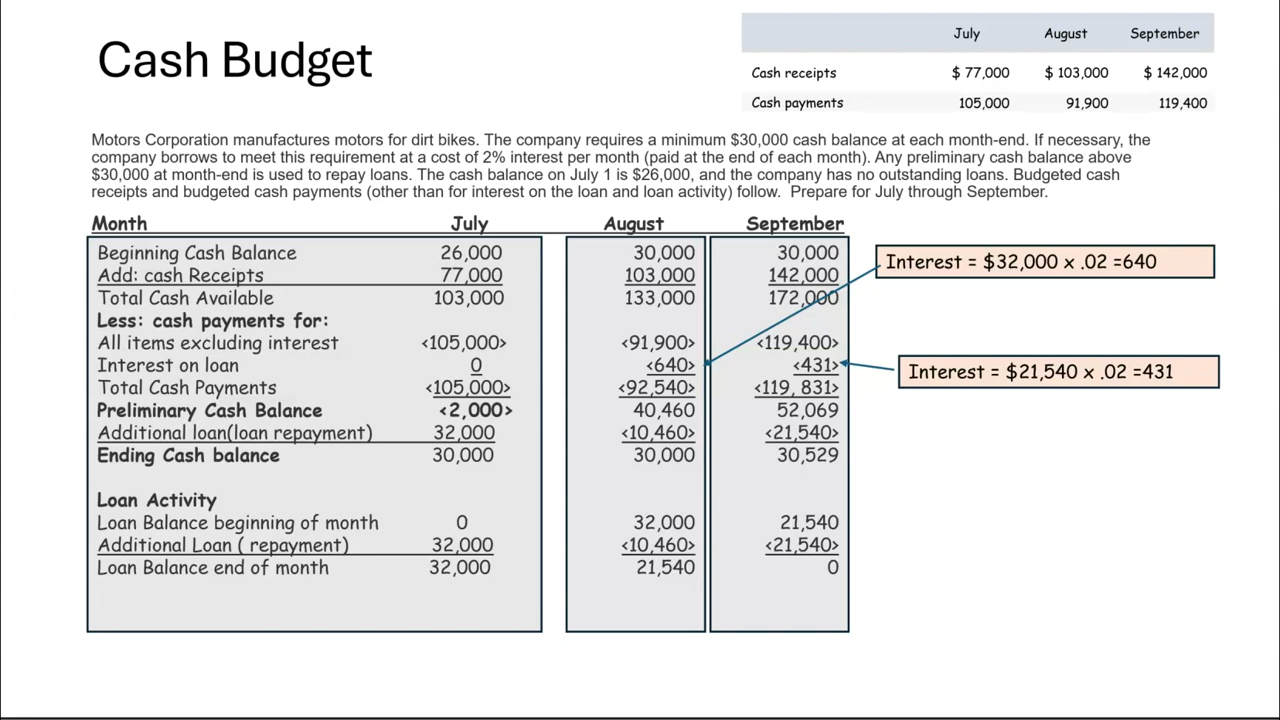 Cash Budget
July August September
Cash receipts $ 77,000 $ 103,000 $ 142,000
Cash payments 105,000 91,900 119,400
Motors Corporation manufactures motors for dirt bikes. The company requires a minimum $30,000 cash balance at each month-end. If necessary, the
company borrows to meet this requirement at a cost of 2% interest per month (paid at the end of each month). Any preliminary cash balance above
$30,000 at month-end is used to repay loans. The cash balance on July 1 is $26,000, and the company has no outstanding loans. Budgeted cash
receipts and budgeted cash payments (other than for interest on the loan and loan activity) follow. Prepare for July through September.
Month July August September
Beginning Cash Balance 26,000 30,000 30,000
Add: cash Receipts 77,000 103,000 142,000
Total Cash Available 103,000 133,000 172,000
Less: cash payments for:
All items excluding interest <105,000> <91,900> <119,400>
Interest on loan 0 <640> <431>
Total Cash Payments <105,000> <92,540> <119, 831>
Preliminary Cash Balance <2,000> 40,460 52,069
Additional loan(loan repayment) 32,000 <10,460> <21,540>
Ending Cash balance 30,000 30,000 30,529
Loan Activity
Loan Balance beginning of month 0 32,000 21,540
Additional Loan ( repayment) 32,000 <10,460> <21,540>
Loan Balance end of month 32,000 21,540 0
Interest = $32,000 x .02 =640
Interest = $21,540 x .02 =431